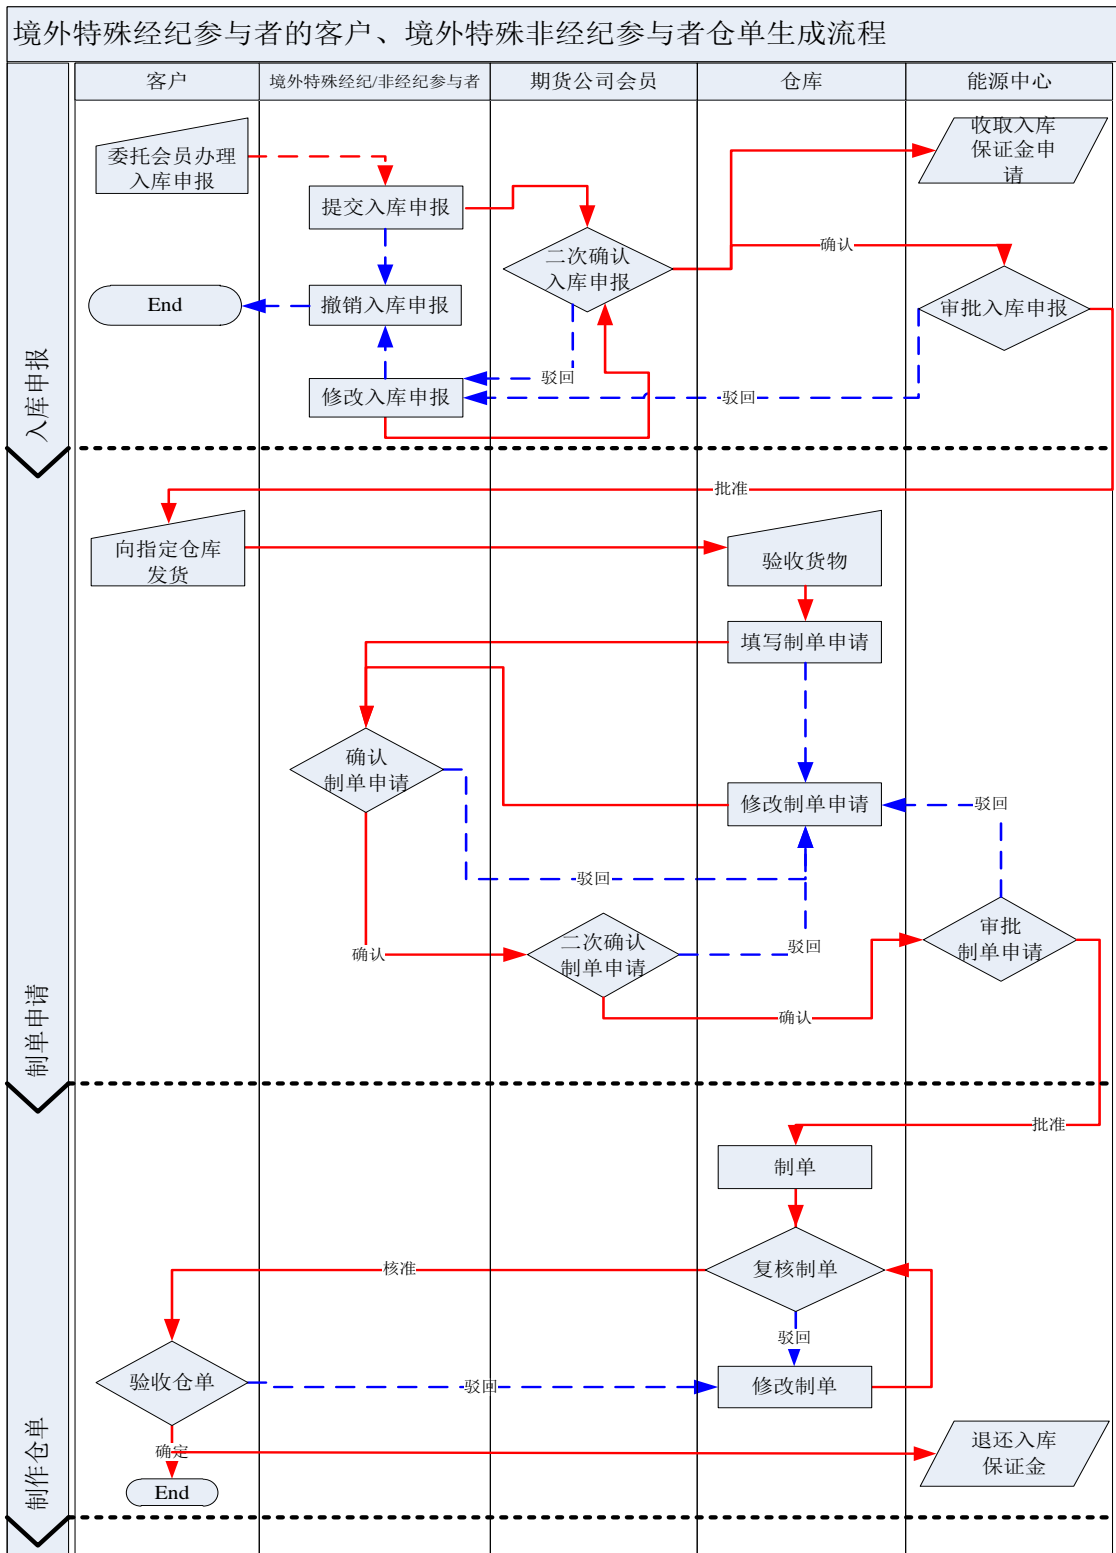 境外特殊经纪参与者的客户、境外特殊非经纪参与者仓单生成流程
客户
境外特殊经纪/非经纪参与者
期货公司会员
仓库
能源中心
入库申报
委托会员办理
入库申报
提交入库申报
二次确认
入库申报
收取入库
保证金申
请
确认
End
撤销入库申报
审批入库申报
修改入库申报
驳回
驳回
批准
制单申请
向指定仓库
发货
验收货物
填写制单申请
确认
制单申请
修改制单申请
驳回
驳回
确认
二次确认
制单申请
驳回
审批
制单申请
确认
制作仓单
批准
制单
核准
复核制单
驳回
验收仓单
驳回
修改制单
确定
End
退还入库
保证金